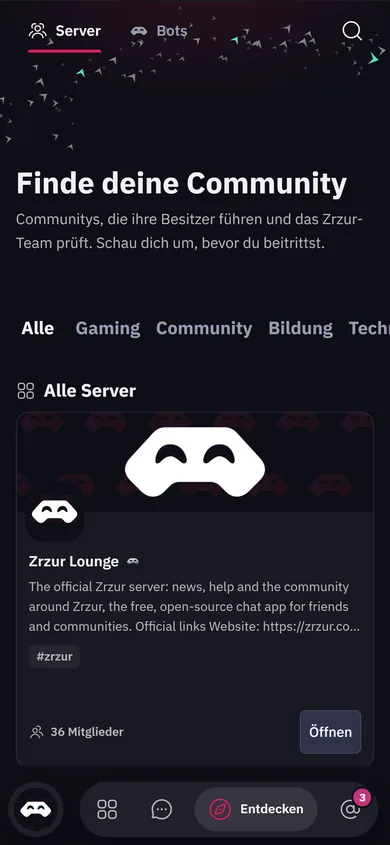 Server
Bots
Finde deine Community
Communitys, die ihre Besitzer führen und das Zrzur-
Team prüft. Schau dich um, bevor du beitrittst.
Alle Gaming Community Bildung Techn
Alle Server
Zrzur Lounge
The official Zrzur server: news, help and the community
around Zrzur, the free, open-source chat app for friends
and communities. Official links Website: https://zrzur.co...
#zrzur
36 Mitglieder
Öffnen
Entdecken
3